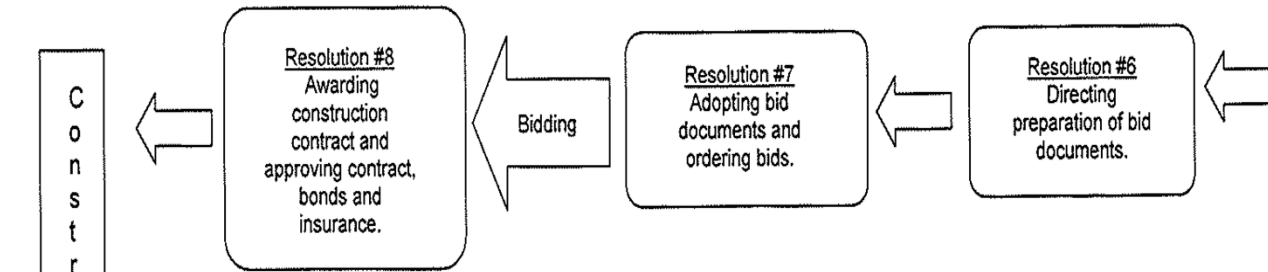 C
o
n
s
t
r
Resolution #8
Awarding
construction
contract and
approving contract,
bonds and
insurance.
Bidding
Resolution #7
Adopting bid
documents and
ordering bids.
Resolution #6
Directing
preparation of bid
documents.